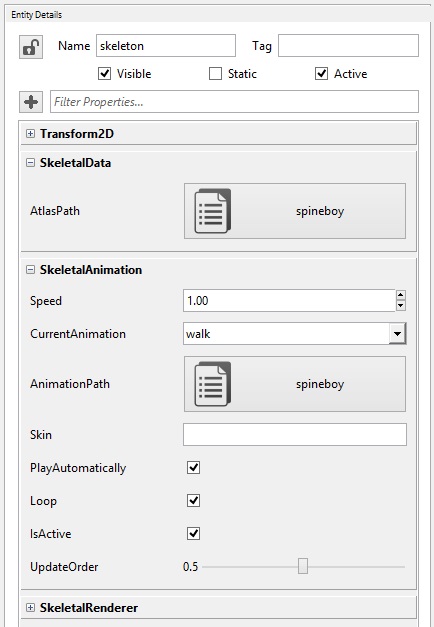 Entity Details
Name skeleton Tag
Visible Static Active
Filter Properties...
Transform2D
SkeletalData
AtlasPath spineboy
SkeletalAnimation
Speed 1.00
CurrentAnimation walk
AnimationPath spineboy
Skin
PlayAutomatically
Loop
IsActive
UpdateOrder 0.5
SkeletalRenderer